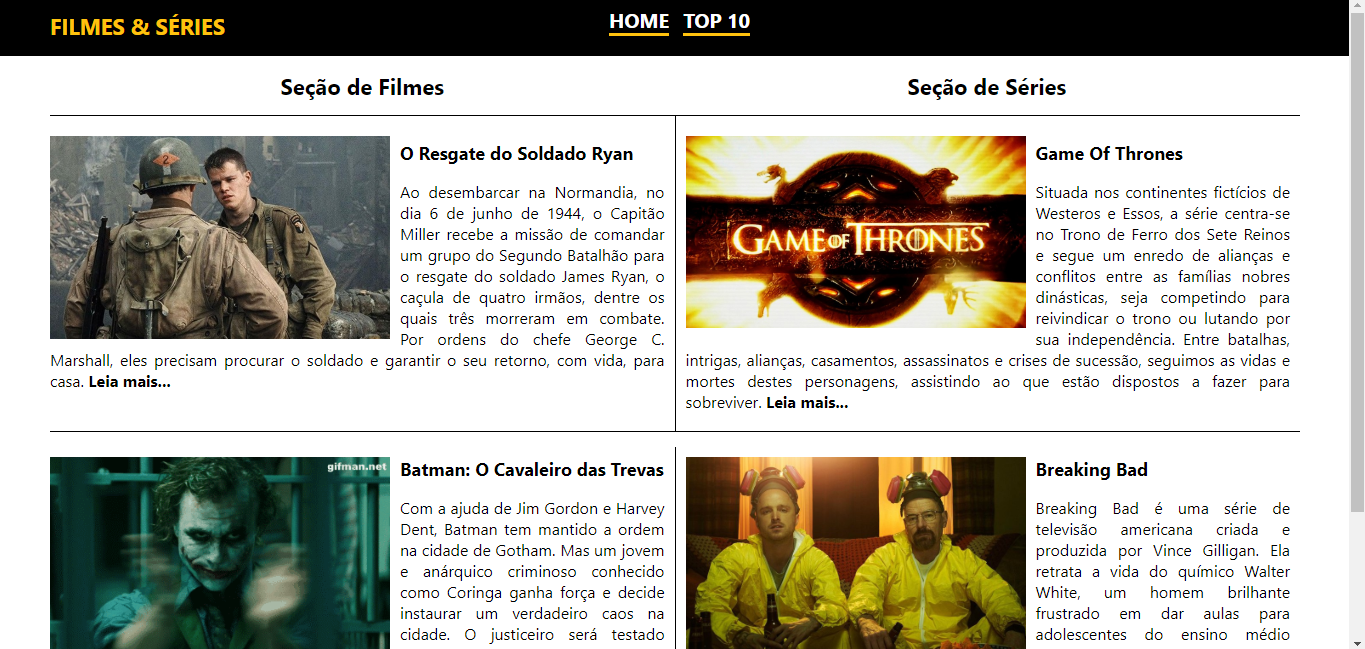 FILMES & SÉRIES
HOME TOP 10
Seção de Filmes
Seção de Séries
2
O Resgate do Soldado Ryan
Ao desembarcar na Normandia, no
dia 6 de junho de 1944, o Capitão
Miller recebe a missão de comandar
um grupo do Segundo Batalhão para
o resgate do soldado James Ryan, o
caçula de quatro irmãos, dentre os
quais três morreram em combate.
Por ordens do chefe George C.
Marshall, eles precisam procurar o soldado e garantir o seu retorno, com vida, para
casa. Leia mais...
GAME OF THRONES
Game Of Thrones
Situada nos continentes fictícios de
Westeros e Essos, a série centra-se
no Trono de Ferro dos Sete Reinos
e segue um enredo de alianças e
conflitos entre as famílias nobres
dinásticas, seja competindo para
reivindicar o trono ou lutando por
sua independência. Entre batalhas,
intrigas, alianças, casamentos, assassinatos e crises de sucessão, seguimos as vidas e
mortes destes personagens, assistindo ao que estão dispostos a fazer para
sobreviver. Leia mais...
gifman.net
Batman: O Cavaleiro das Trevas
Com a ajuda de Jim Gordon e Harvey
Dent, Batman tem mantido a ordem
na cidade de Gotham. Mas um jovem
e anárquico criminoso conhecido
como Coringa ganha força e decide
instaurar um verdadeiro caos na
cidade. O justiceiro será testado
Breaking Bad
Breaking Bad é uma série de
televisão americana criada e
produzida por Vince Gilligan. Ela
retrata a vida do químico Walter
White, um homem brilhante
frustrado em dar aulas para
adolescentes do ensino médio